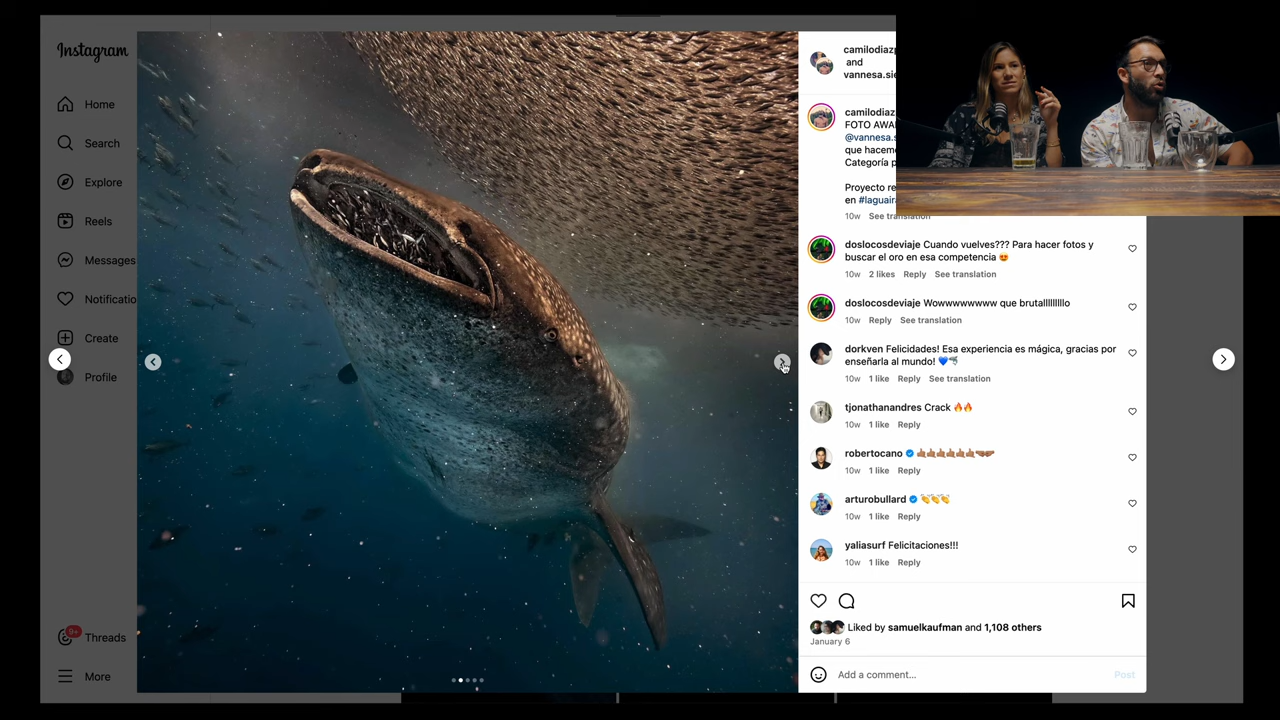 Instagram
Home
Search
Explore
Reels
Messages
Notificatio
Create
Profile
9+
Threads
More
camilodiaz
and
vannesa.sie
camilodiaz
FOTO AWA
@vannesa.s
que hacem
Categoría p
Proyecto re
en #laguair
10w See translation
doslocosdeviaje Cuando vuelves??? Para hacer fotos y
buscar el oro en esa competencia 😍
10w 2 likes Reply See translation
doslocosdeviaje Wowwwwwwww que brutalllllllllo
10w Reply See translation
dorkven Felicidades! Esa experiencia es mágica, gracias por
enseñarla al mundo! 💙🦈
10w 1 like Reply See translation
tjonathanandres Crack 🔥🔥
10w 1 like Reply
robertocano 🤙🏽🤙🏽🤙🏽🤙🏽🤙🏽🤙🏽🤜🏽🤛🏽
10w 1 like Reply
arturobullard 👏👏👏
10w 1 like Reply
yaliasurf Felicitaciones!!!
10w 1 like Reply
Liked by samuelkaufman and 1,108 others
January 6
Add a comment...
Post